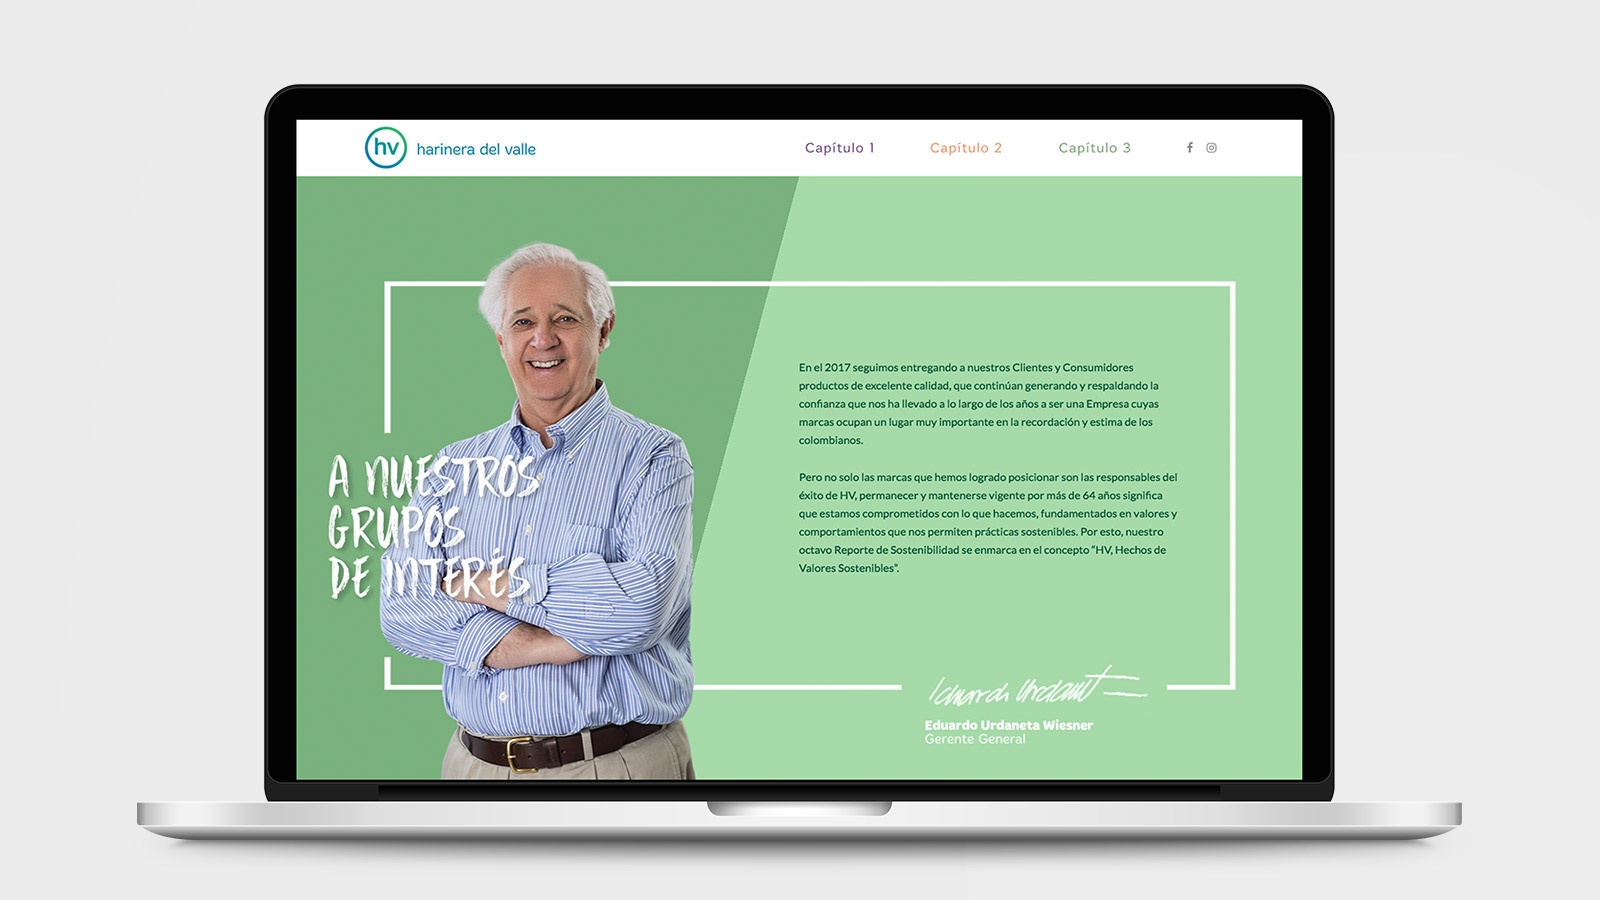 hv harinera del valle
Capítulo 1 Capítulo 2 Capítulo 3
A NUESTROS
GRUPOS
DE INTERÉS
En el 2017 seguimos entregando a nuestros Clientes y Consumidores
productos de excelente calidad, que continúan generando y respaldando la
confianza que nos ha llevado a lo largo de los años a ser una Empresa cuyas
marcas ocupan un lugar muy importante en la recordación y estima de los
colombianos.
Pero no solo las marcas que hemos logrado posicionar son las responsables del
éxito de HV, permanecer y mantenerse vigente por más de 64 años significa
que estamos comprometidos con lo que hacemos, fundamentados en valores y
comportamientos que nos permiten prácticas sostenibles. Por esto, nuestro
octavo Reporte de Sostenibilidad se enmarca en el concepto "HV, Hechos de
Valores Sostenibles".
Eduardo Urdaneta Wiesner
Gerente General